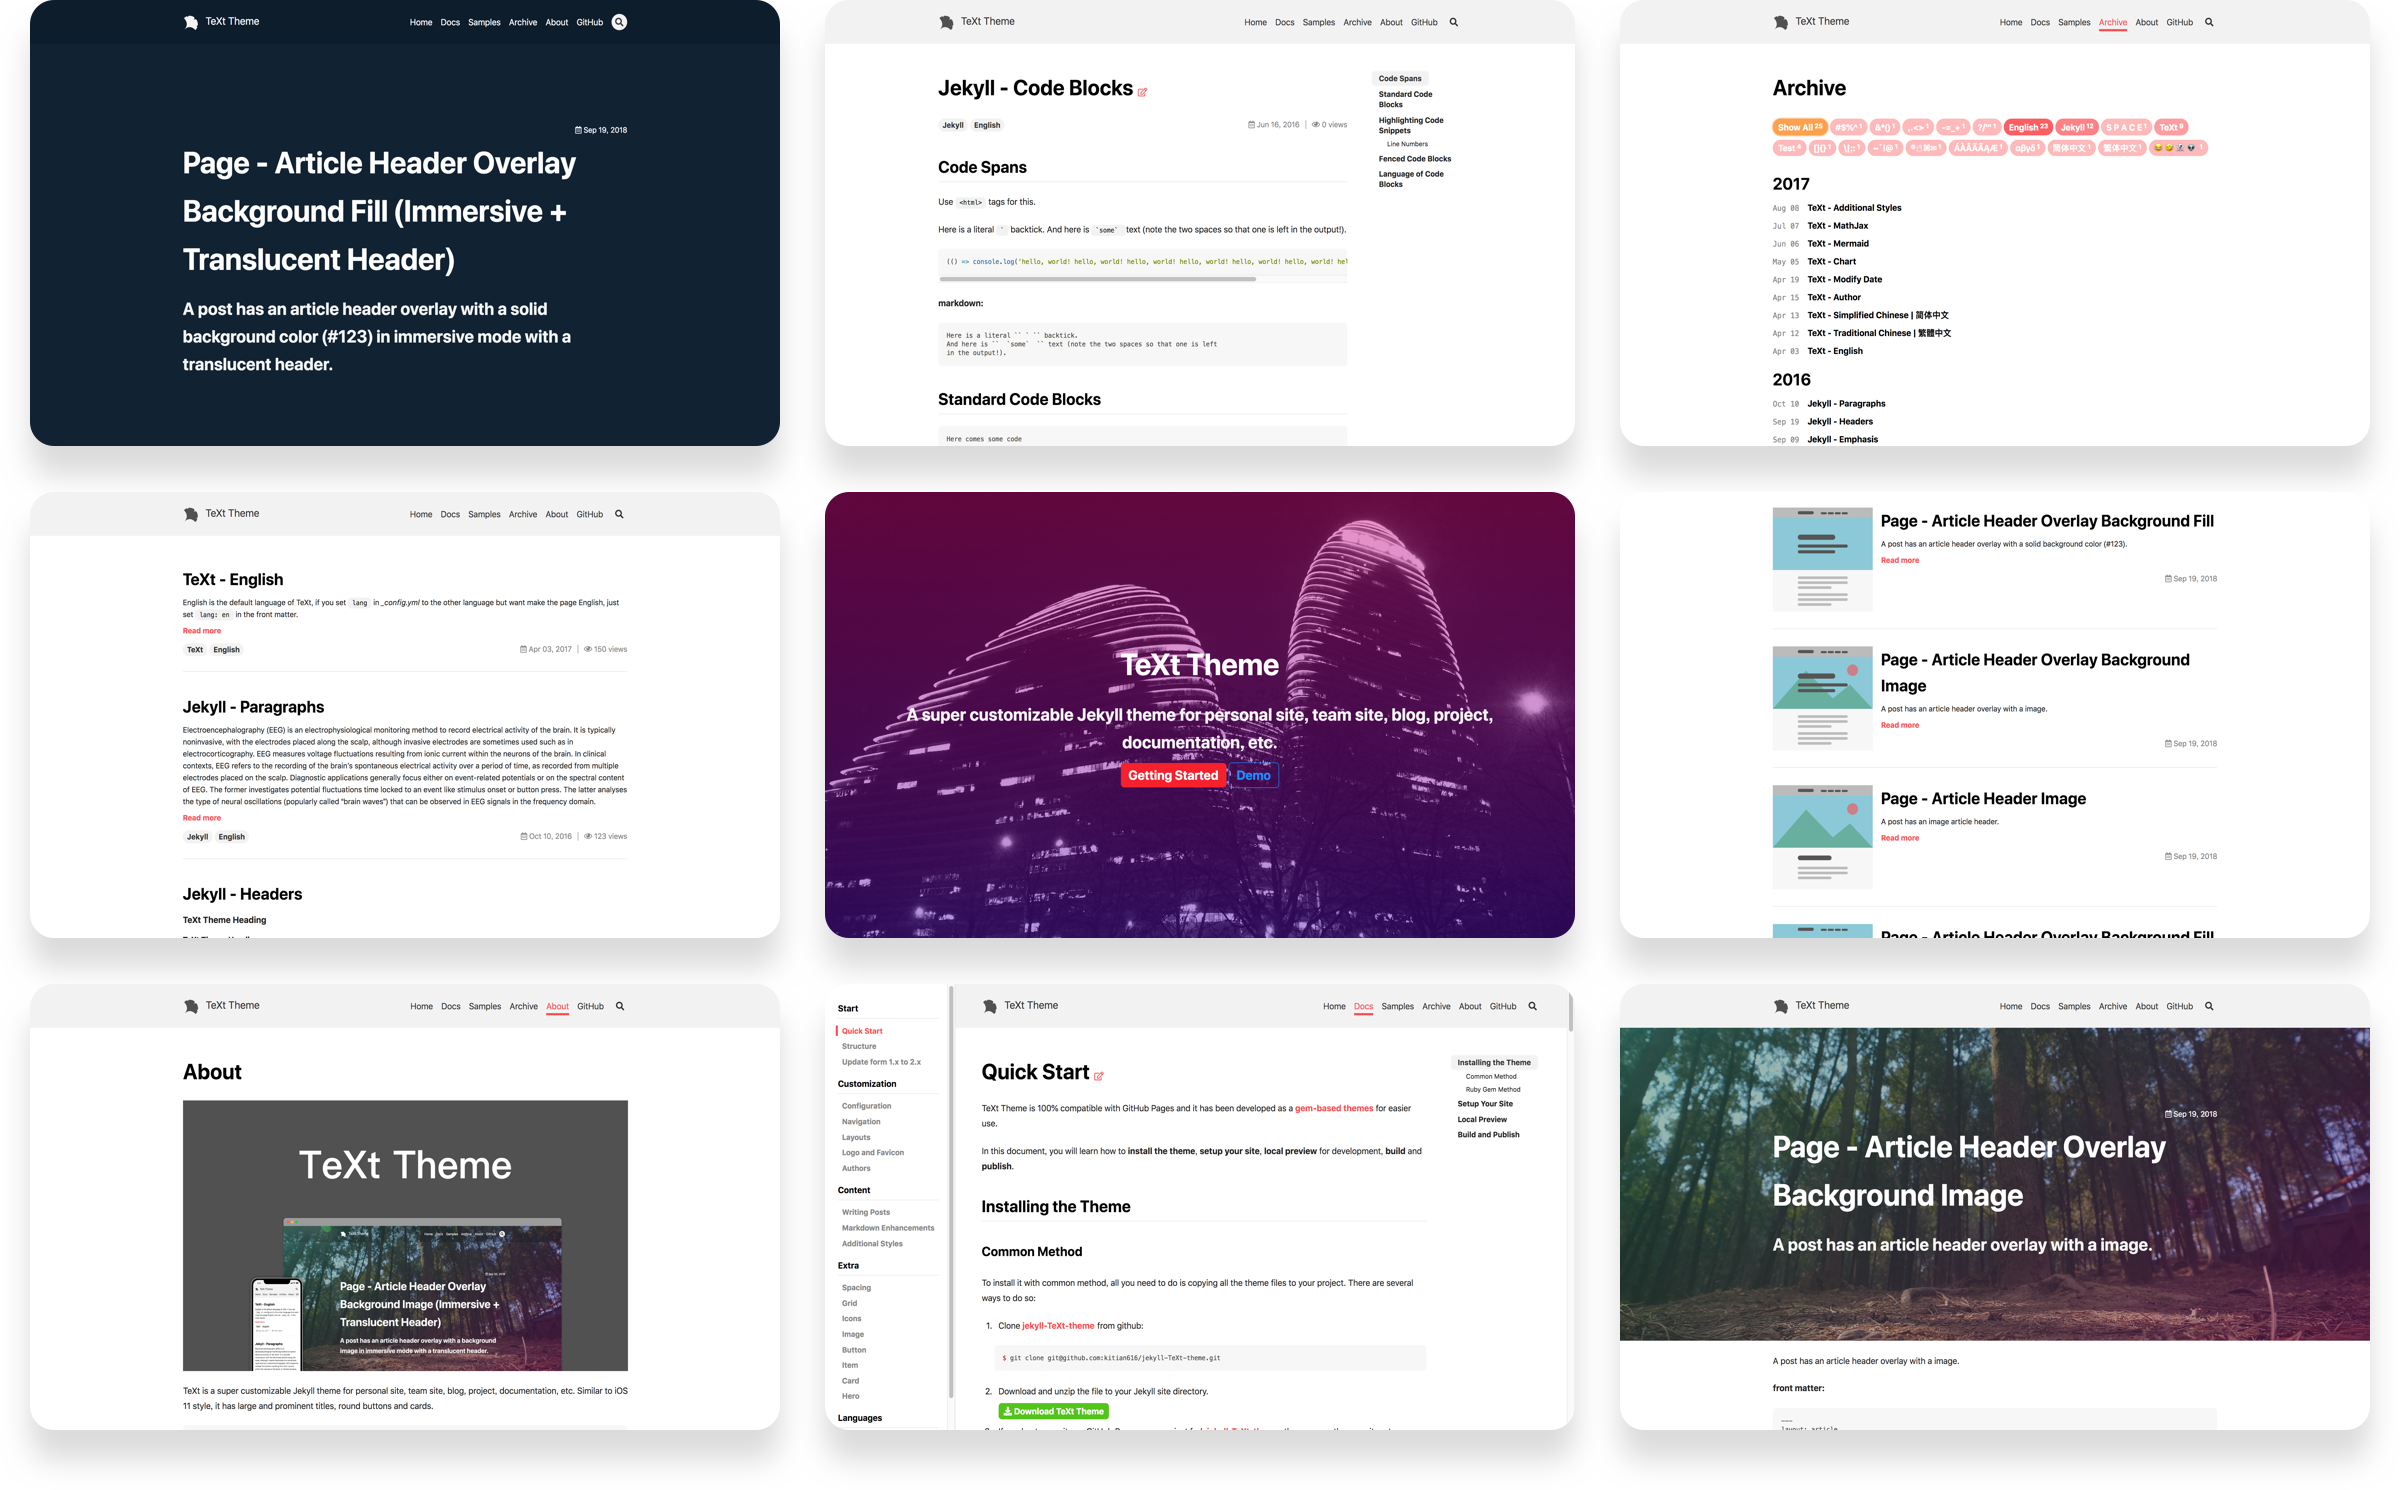 TeXt Theme
Home Docs Samples Archive About GitHub
Sep 19, 2018
Page - Article Header Overlay
Background Fill (Immersive +
Translucent Header)
A post has an article header overlay with a solid
background color (#123) in immersive mode with a
translucent header.
TeXt Theme
Home Docs Samples Archive About GitHub
Jekyll - Code Blocks
Jekyll English
Jun 16, 2016 | 0 views
Code Spans
Use <html> tags for this.
Here is a literal ` backtick. And here is `some` text (note the two spaces so that one is left in the output!).
(() => console.log('hello, world! hello, world! hello, world! hello, world! hello, world! hello, world! hel
markdown:
Here is a literal `` ` `` backtick.
And here is `` `some` `` text (note the two spaces so that one is left
in the output!).
Standard Code Blocks
Here comes some code
Code Spans
Standard Code
Blocks
Highlighting Code
Snippets
Line Numbers
Fenced Code Blocks
Language of Code
Blocks
TeXt Theme
Home Docs Samples Archive About GitHub
Archive
Show All 25 #$%^ 1 &*() 1 ,.<> 1 -=_+ 1 ?/"' 1 English 23 Jekyll 12 S P A C E 1 TeXt 9
Test 4 []{} 1 \|;: 1 ~`!@ 1 ÁÀÂÃÄĄÆ 1 αβγδ 1 简体中文 1 繁体中文 1
2017
Aug 08 TeXt - Additional Styles
Jul 07 TeXt - MathJax
Jun 06 TeXt - Mermaid
May 05 TeXt - Chart
Apr 19 TeXt - Modify Date
Apr 15 TeXt - Author
Apr 13 TeXt - Simplified Chinese | 简体中文
Apr 12 TeXt - Traditional Chinese | 繁體中文
Apr 03 TeXt - English
2016
Oct 10 Jekyll - Paragraphs
Sep 19 Jekyll - Headers
Sep 09 Jekyll - Emphasis
TeXt Theme
Home Docs Samples Archive About GitHub
TeXt - English
English is the default language of TeXt, if you set lang in _config.yml to the other language but want make the page English, just
set lang: en in the front matter.
Read more
TeXt English
Apr 03, 2017 | 150 views
Jekyll - Paragraphs
Electroencephalography (EEG) is an electrophysiological monitoring method to record electrical activity of the brain. It is typically
noninvasive, with the electrodes placed along the scalp, although invasive electrodes are sometimes used such as in
electrocorticography. EEG measures voltage fluctuations resulting from ionic current within the neurons of the brain. In clinical
contexts, EEG refers to the recording of the brain's spontaneous electrical activity over a period of time, as recorded from multiple
electrodes placed on the scalp. Diagnostic applications generally focus either on event-related potentials or on the spectral content
of EEG. The former investigates potential fluctuations time locked to an event like stimulus onset or button press. The latter analyses
the type of neural oscillations (popularly called "brain waves") that can be observed in EEG signals in the frequency domain.
Read more
Jekyll English
Oct 10, 2016 | 123 views
Jekyll - Headers
TeXt Theme Heading
TeXt Theme
A super customizable Jekyll theme for personal site, team site, blog, project,
documentation, etc.
Getting Started Demo
Page - Article Header Overlay Background Fill
A post has an article header overlay with a solid background color (#123).
Read more
Sep 19, 2018
Page - Article Header Overlay Background
Image
A post has an article header overlay with a image.
Read more
Sep 19, 2018
Page - Article Header Image
A post has an image article header.
Read more
Sep 19, 2018
Page - Article Header Overlay Background Fill
TeXt Theme
Home Docs Samples Archive About GitHub
About
TeXt Theme
Page - Article Header Overlay
Background Image (Immersive +
Translucent Header)
A post has an article header overlay with a background
image in immersive mode with a translucent header.
TeXt is a super customizable Jekyll theme for personal site, team site, blog, project, documentation, etc. Similar to iOS
11 style, it has large and prominent titles, round buttons and cards.
Start
Quick Start
Structure
Update form 1.x to 2.x
Customization
Configuration
Navigation
Layouts
Logo and Favicon
Authors
Content
Writing Posts
Markdown Enhancements
Additional Styles
Extra
Spacing
Grid
Icons
Image
Button
Item
Card
Hero
Languages
TeXt Theme
Home Docs Samples Archive About GitHub
Quick Start
TeXt Theme is 100% compatible with GitHub Pages and it has been developed as a gem-based themes for easier
use.
In this document, you will learn how to install the theme, setup your site, local preview for development, build and
publish.
Installing the Theme
Common Method
To install it with common method, all you need to do is copying all the theme files to your project. There are several
ways to do so:
1. Clone jekyll-TeXt-theme from github:
$ git clone git@github.com:kitian616/jekyll-TeXt-theme.git
2. Download and unzip the file to your Jekyll site directory.
Download TeXt Theme
Installing the Theme
Common Method
Ruby Gem Method
Setup Your Site
Local Preview
Build and Publish
TeXt Theme
Home Docs Samples Archive About GitHub
Sep 19, 2018
Page - Article Header Overlay
Background Image
A post has an article header overlay with a image.
A post has an article header overlay with a image.
front matter:
---
layout: article